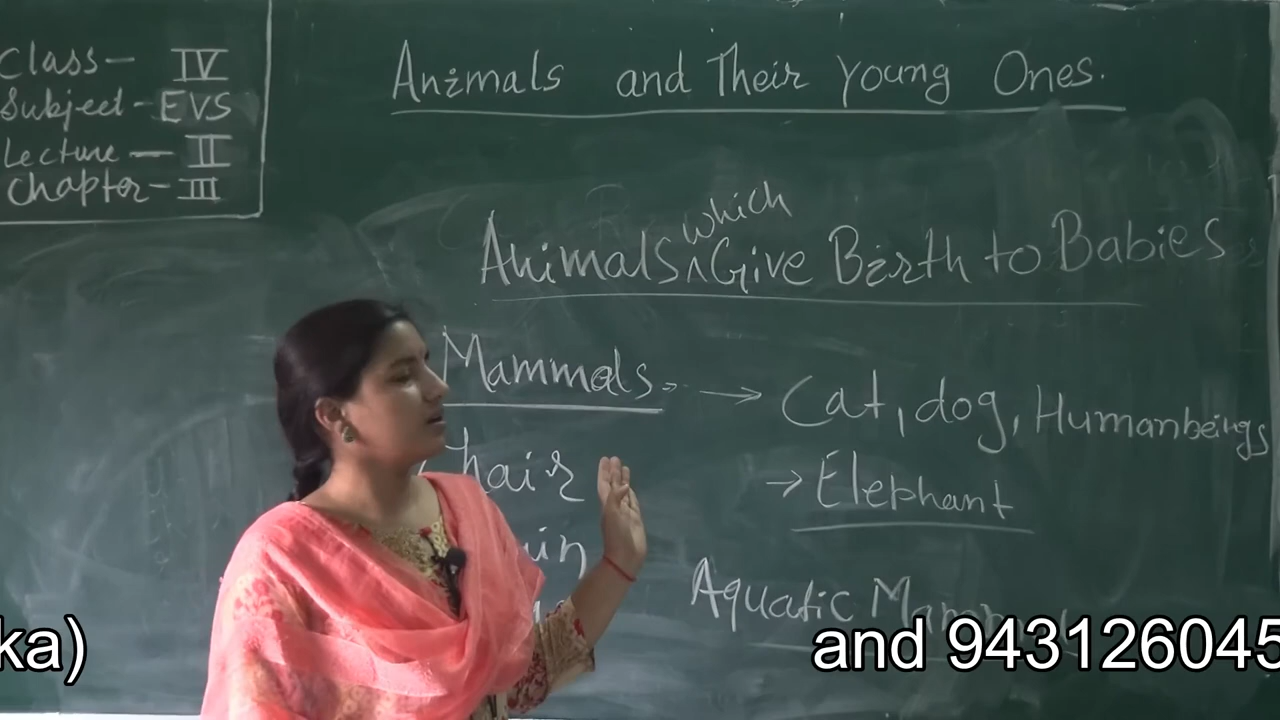 Class- IV
Subject- EVS
Lecture - II
Chapter- III
Animals and Their Young Ones.
which
Animals ^ Give Birth to Babies
Mammals → Cat, dog, Humanbeings
hair → Elephant
Aquatic
ka) and 943126045